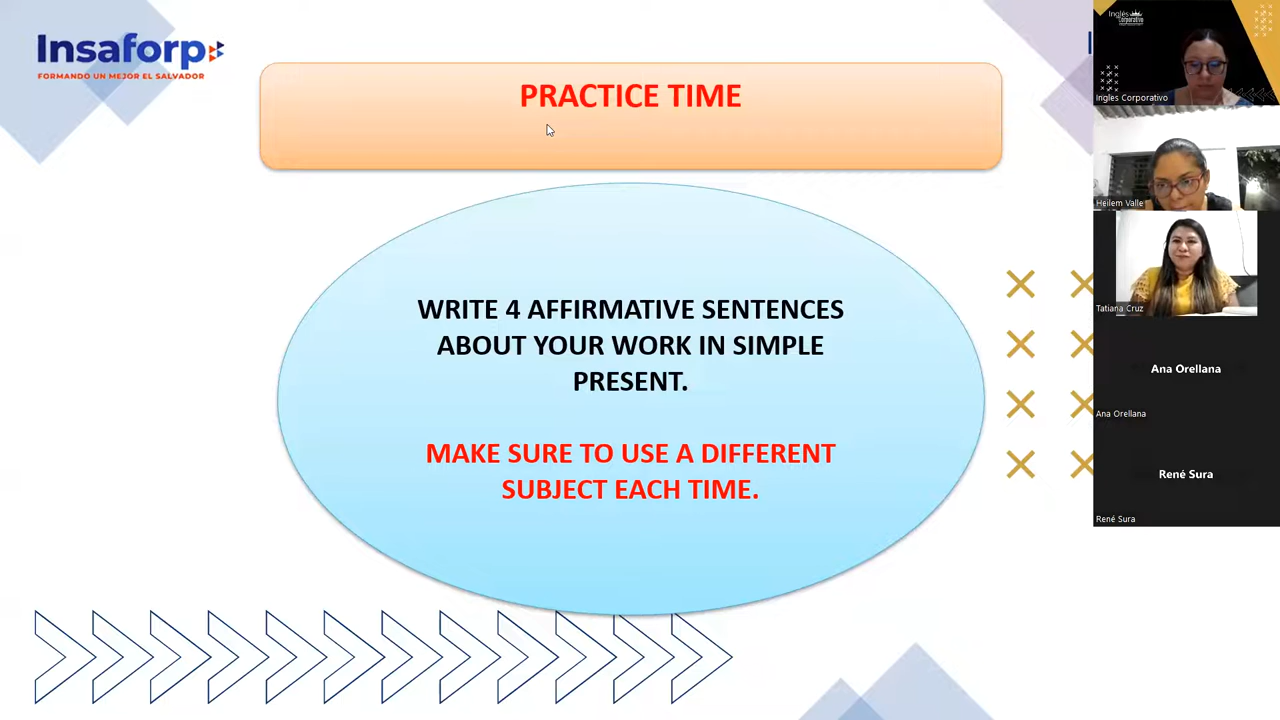 Insaforp
FORMANDO UN MEJOR EL SALVADOR
PRACTICE TIME
WRITE 4 AFFIRMATIVE SENTENCES
ABOUT YOUR WORK IN SIMPLE
PRESENT.
MAKE SURE TO USE A DIFFERENT
SUBJECT EACH TIME.
Inglés
Corporativo
Ingles Corporativo
Heilem Valle
Tatiana Cruz
Ana Orellana
Ana Orellana
René Sura
René Sura